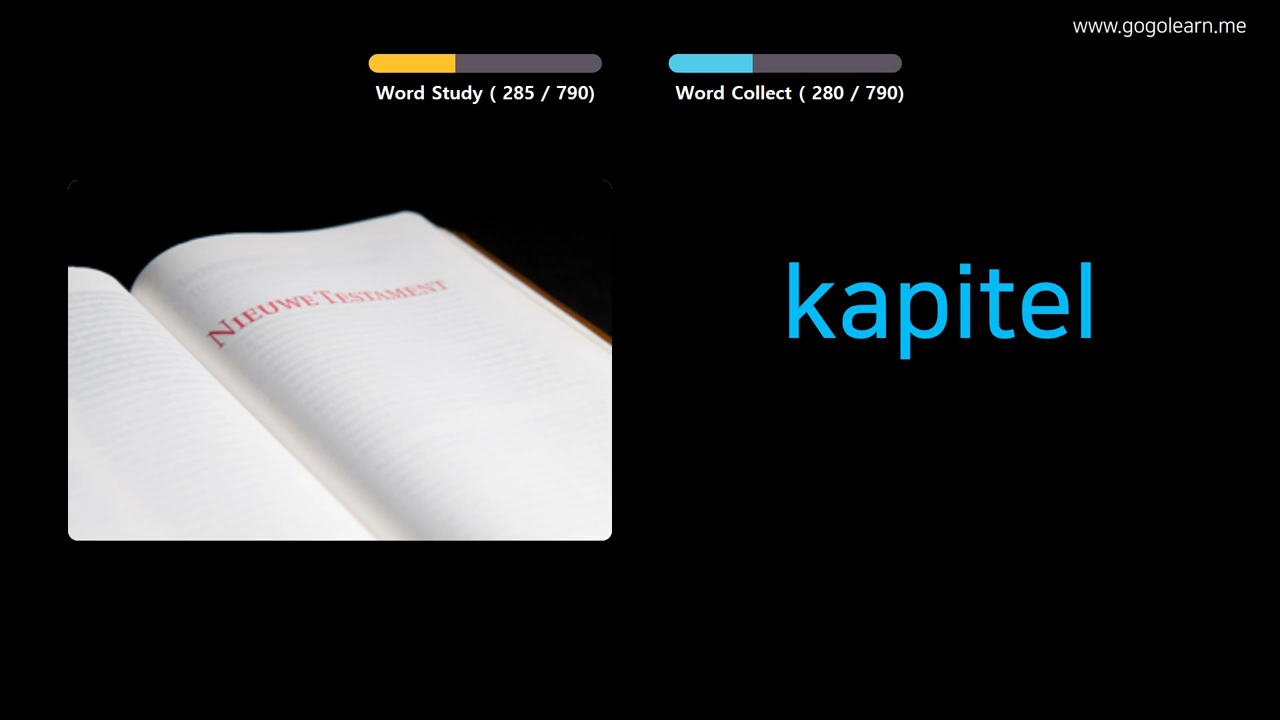 www.gogolearn.me
Word Study ( 285 / 790)
Word Collect ( 280 / 790)
NIEUWE TESTAMENT
kapitel